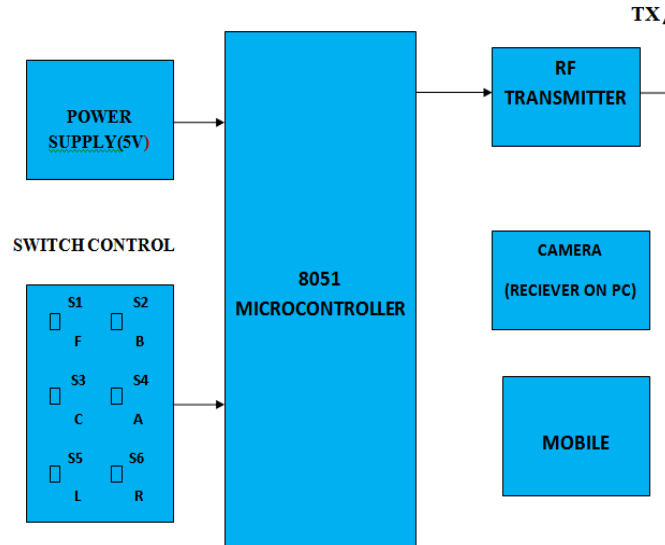 TX
POWER
SUPPLY(5V)
SWITCH CONTROL
S1 S2
F B
S3 S4
C A
S5 S6
L R
8051
MICROCONTROLLER
RF
TRANSMITTER
CAMERA
(RECIEVER ON PC)
MOBILE